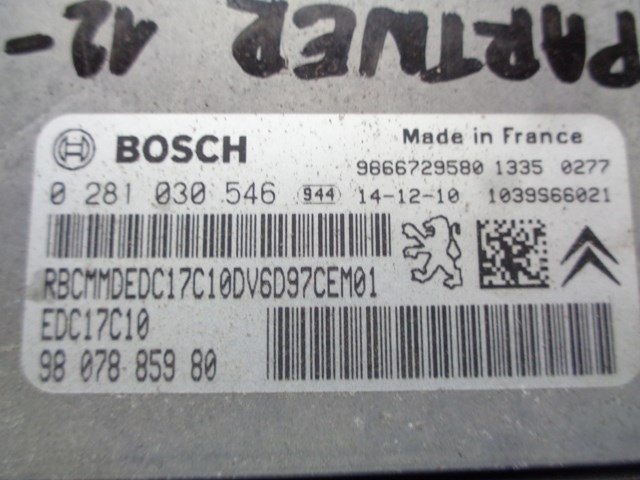 PARTNER 12-
BOSCH
Made in France
9666729580 1335 0277
0 281 030 546 944 14-12-10 1039S66021
RBCMMDEDC17C10DV6D97CEM01
EDC17C10
98 078 859 80